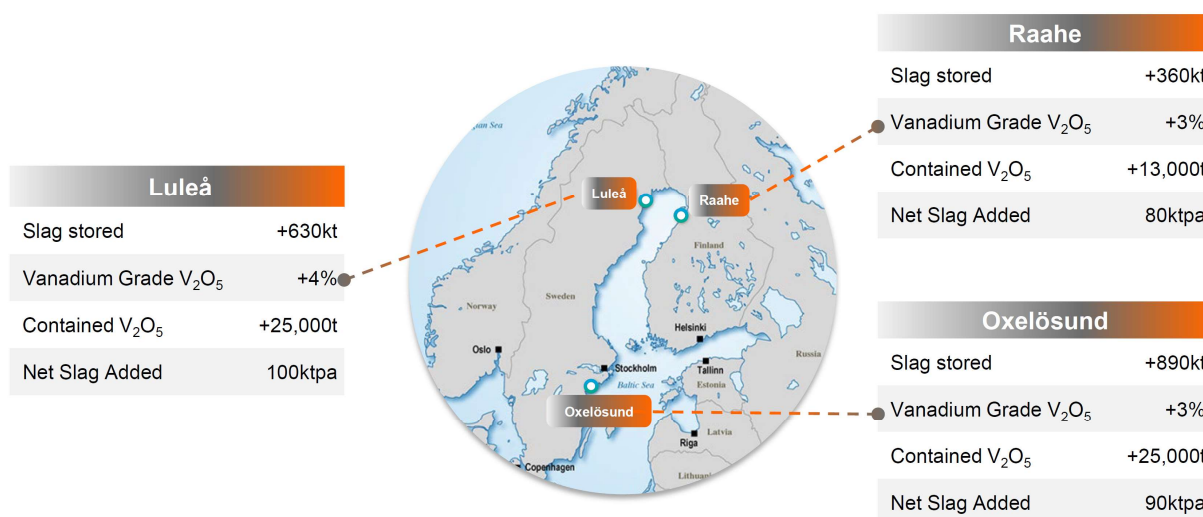 Raahe
Slag stored +360kt
Vanadium Grade V₂O₅ +3%
Contained V₂O₅ +13,000t
Net Slag Added 80ktpa
Luleå
Slag stored +630kt
Vanadium Grade V₂O₅ +4%
Contained V₂O₅ +25,000t
Net Slag Added 100ktpa
Oxelösund
Slag stored +890kt
Vanadium Grade V₂O₅ +3%
Contained V₂O₅ +25,000t
Net Slag Added 90ktpa
Sea
Luleå
Raahe
Finland
Sweden
Norway
Helsinki
Oslo
Russia
Stockholm
Tallinn
Baltic Sea
Estonia
Oxelösund
Latvia
Riga
Copenhagen